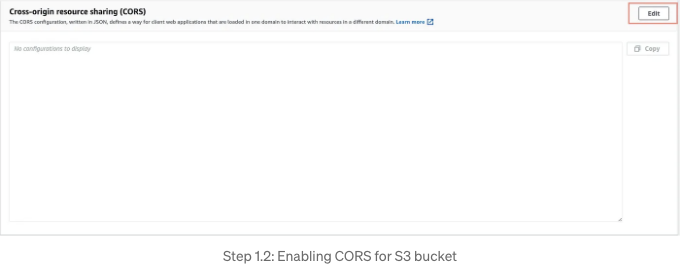 Cross-origin resource sharing (CORS)
Edit
The CORS configuration, written in JSON, defines a way for client web applications that are loaded in one domain to interact with resources in a different domain. Learn more
No configurations to display
Copy
Step 1.2: Enabling CORS for S3 bucket